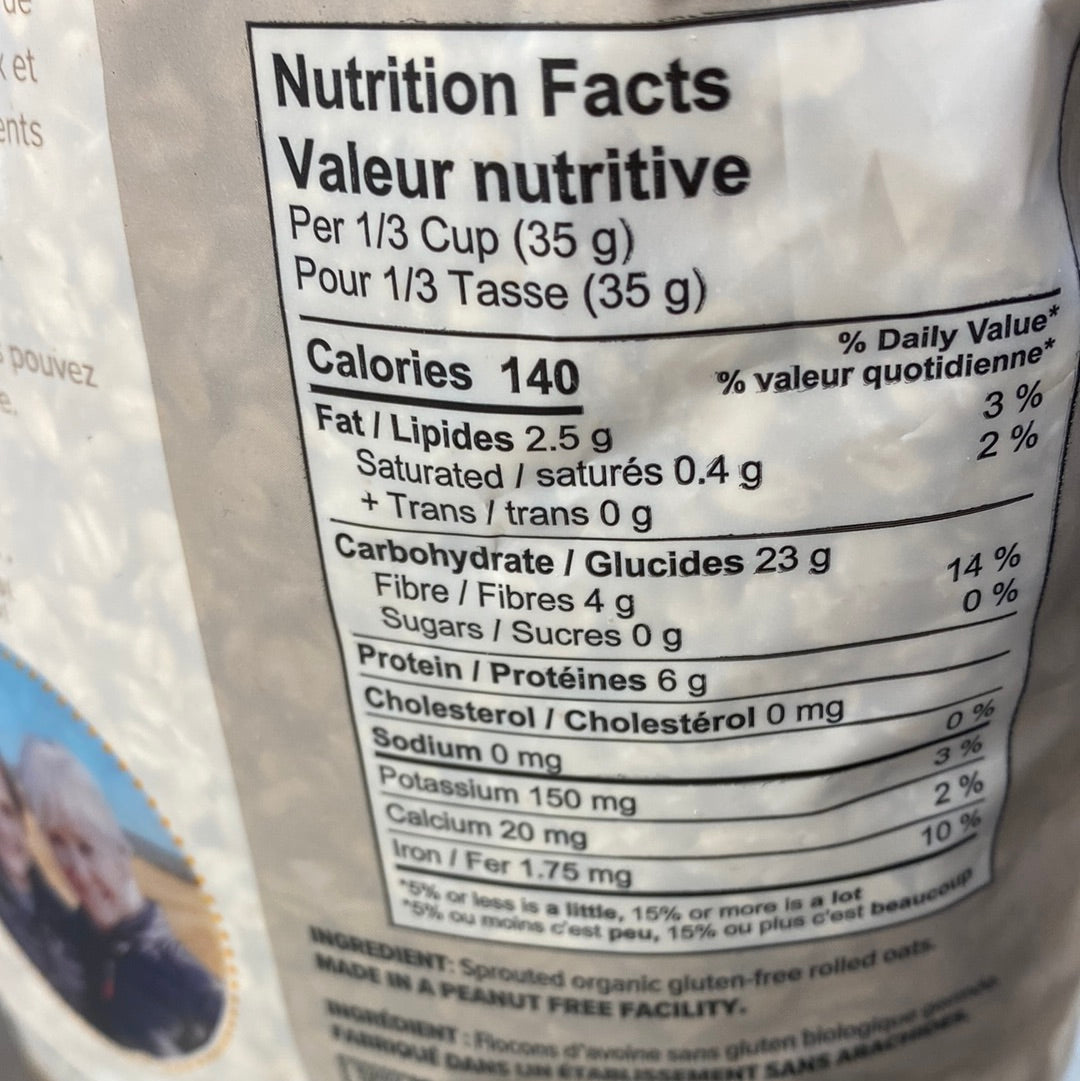 et
ents
pouvez
e.
Nutrition Facts
Valeur nutritive
Per 1/3 Cup (35 g)
Pour 1/3 Tasse (35 g)
% Daily Value*
% valeur quotidienne*
Calories 140
Fat / Lipides 2.5 g 3 %
Saturated / saturés 0.4 g 2 %
+ Trans / trans 0 g
Carbohydrate / Glucides 23 g
Fibre / Fibres 4 g 14 %
Sugars / Sucres 0 g 0 %
Protein / Protéines 6 g
Cholesterol / Cholestérol 0 mg
Sodium 0 mg 0 %
Potassium 150 mg 3 %
Calcium 20 mg 2 %
Iron / Fer 1.75 mg 10 %
*5% or less is a little, 15% or more is a lot
*5% ou moins c'est peu, 15% ou plus c'est beaucoup
INGREDIENT: Sprouted organic gluten-free rolled oats.
MADE IN A PEANUT FREE FACILITY.
INGRÉDIENT : Flocons d'avoine sans gluten biologique
FABRIQUÉ DANS UN ÉTABLISSEMENT SANS ARACHIDES.